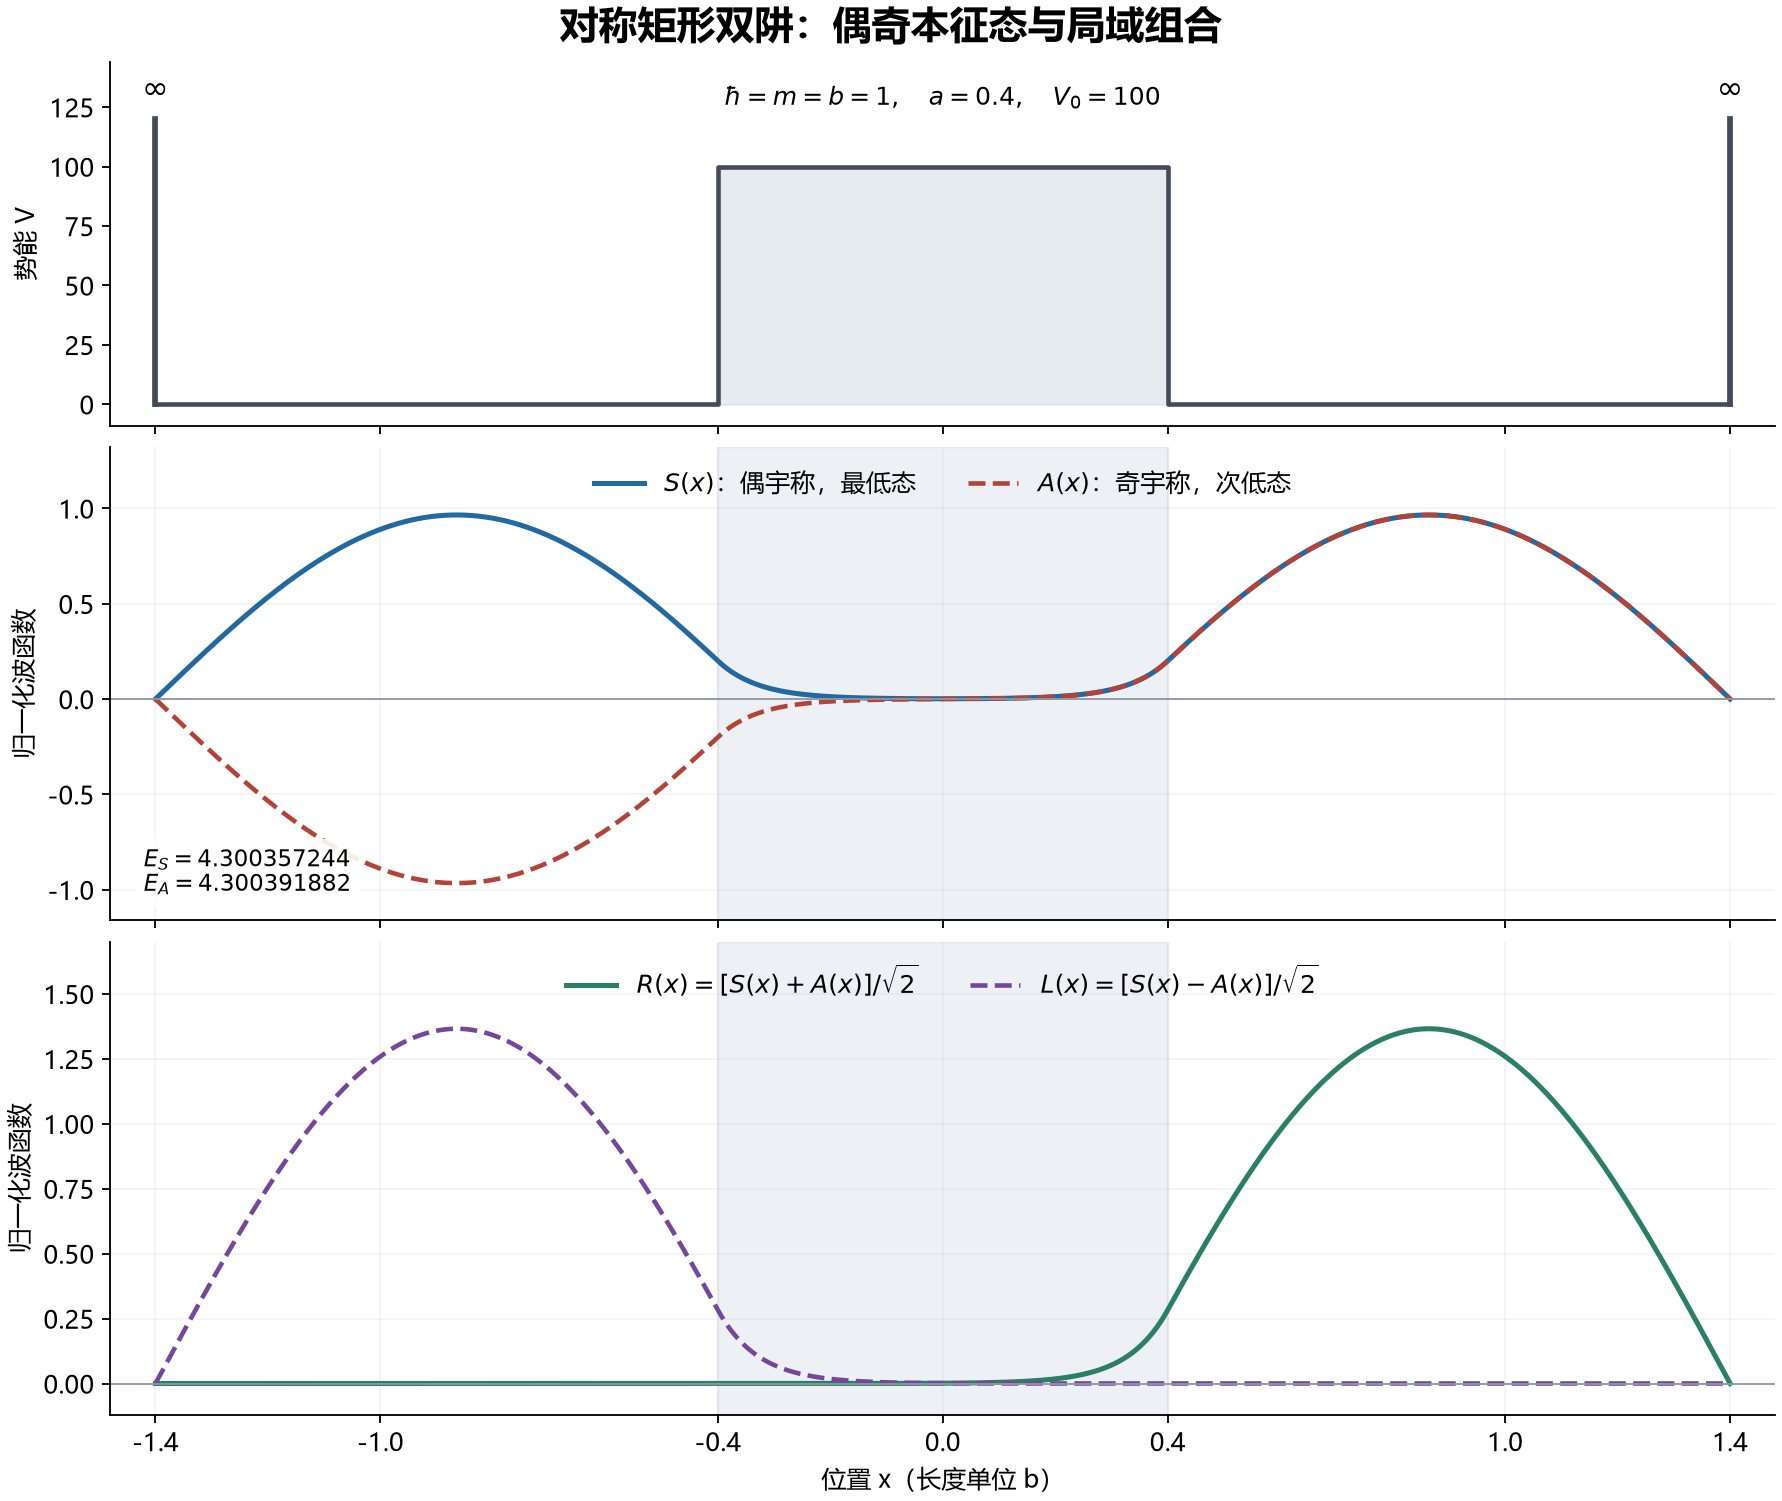 对称矩形双阱：偶奇本征态与局域组合
∞
∞
ℏ = m = b = 1, a = 0.4, V₀ = 100
势能 V
125
100
75
50
25
0
S(x)：偶宇称，最低态
A(x)：奇宇称，次低态
归一化波函数
1.0
0.5
0.0
-0.5
-1.0
E_S = 4.300357244
E_A = 4.300391882
R(x) = [S(x) + A(x)]/√2
L(x) = [S(x) − A(x)]/√2
归一化波函数
1.50
1.25
1.00
0.75
0.50
0.25
0.00
-1.4 -1.0 -0.4 0.0 0.4 1.0 1.4
位置 x（长度单位 b）